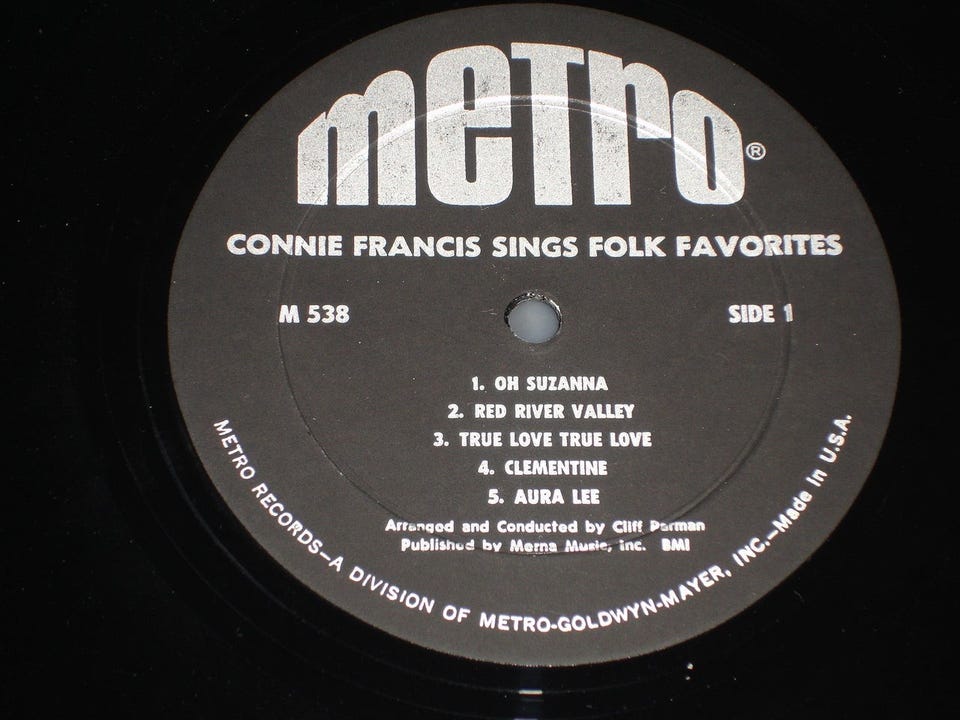 metro®
CONNIE FRANCIS SINGS FOLK FAVORITES
M 538
SIDE 1
1. OH SUZANNA
2. RED RIVER VALLEY
3. TRUE LOVE TRUE LOVE
4. CLEMENTINE
5. AURA LEE
Arranged and Conducted by Cliff Parman
Published by Merna Music, Inc. BMI
METRO RECORDS—A DIVISION OF METRO-GOLDWYN-MAYER, INC.—Made in U.S.A.